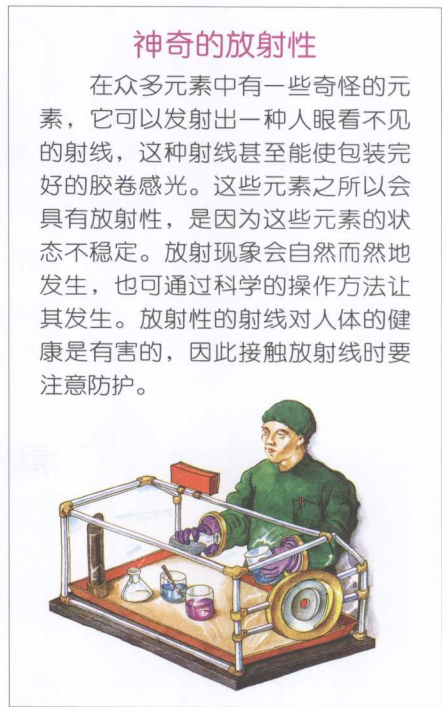 神奇的放射性
在众多元素中有一些奇怪的元
素，它可以发射出一种人眼看不见
的射线，这种射线甚至能使包装完
好的胶卷感光。这些元素之所以会
具有放射性，是因为这些元素的状
态不稳定。放射现象会自然而然地
发生，也可通过科学的操作方法让
其发生。放射性的射线对人体的健
康是有害的，因此接触放射线时要
注意防护。